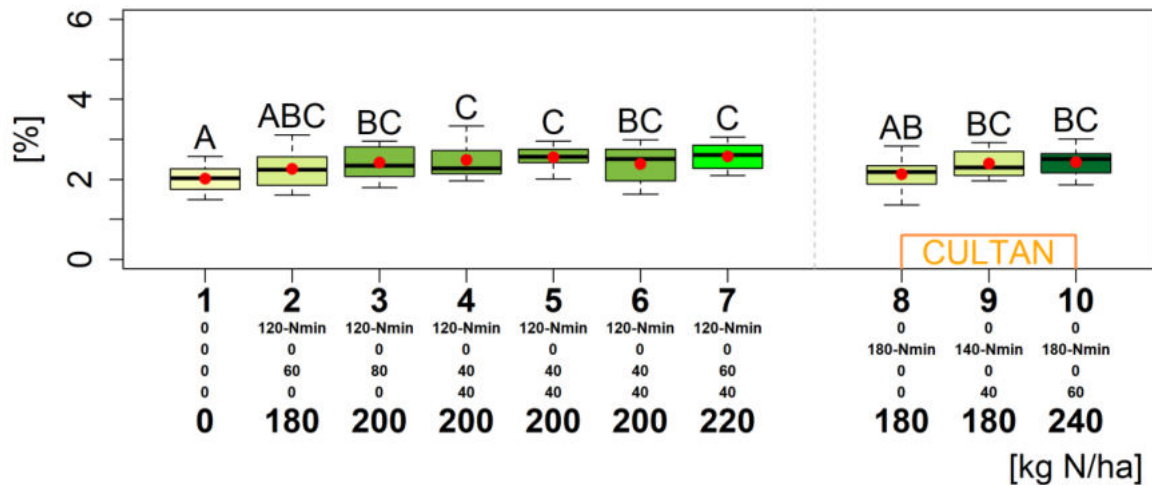 6
[%]
4
2
0
A ABC BC C C BC C AB BC BC
CULTAN
1 2 3 4 5 6 7 8 9 10
0 120-Nmin 120-Nmin 120-Nmin 120-Nmin 120-Nmin 120-Nmin 0 0 0
0 0 0 0 0 0 0 180-Nmin 140-Nmin 180-Nmin
0 60 80 40 40 40 60 0 0 0
0 0 0 40 40 40 40 0 40 60
0 180 200 200 200 200 220 180 180 240
[kg N/ha]